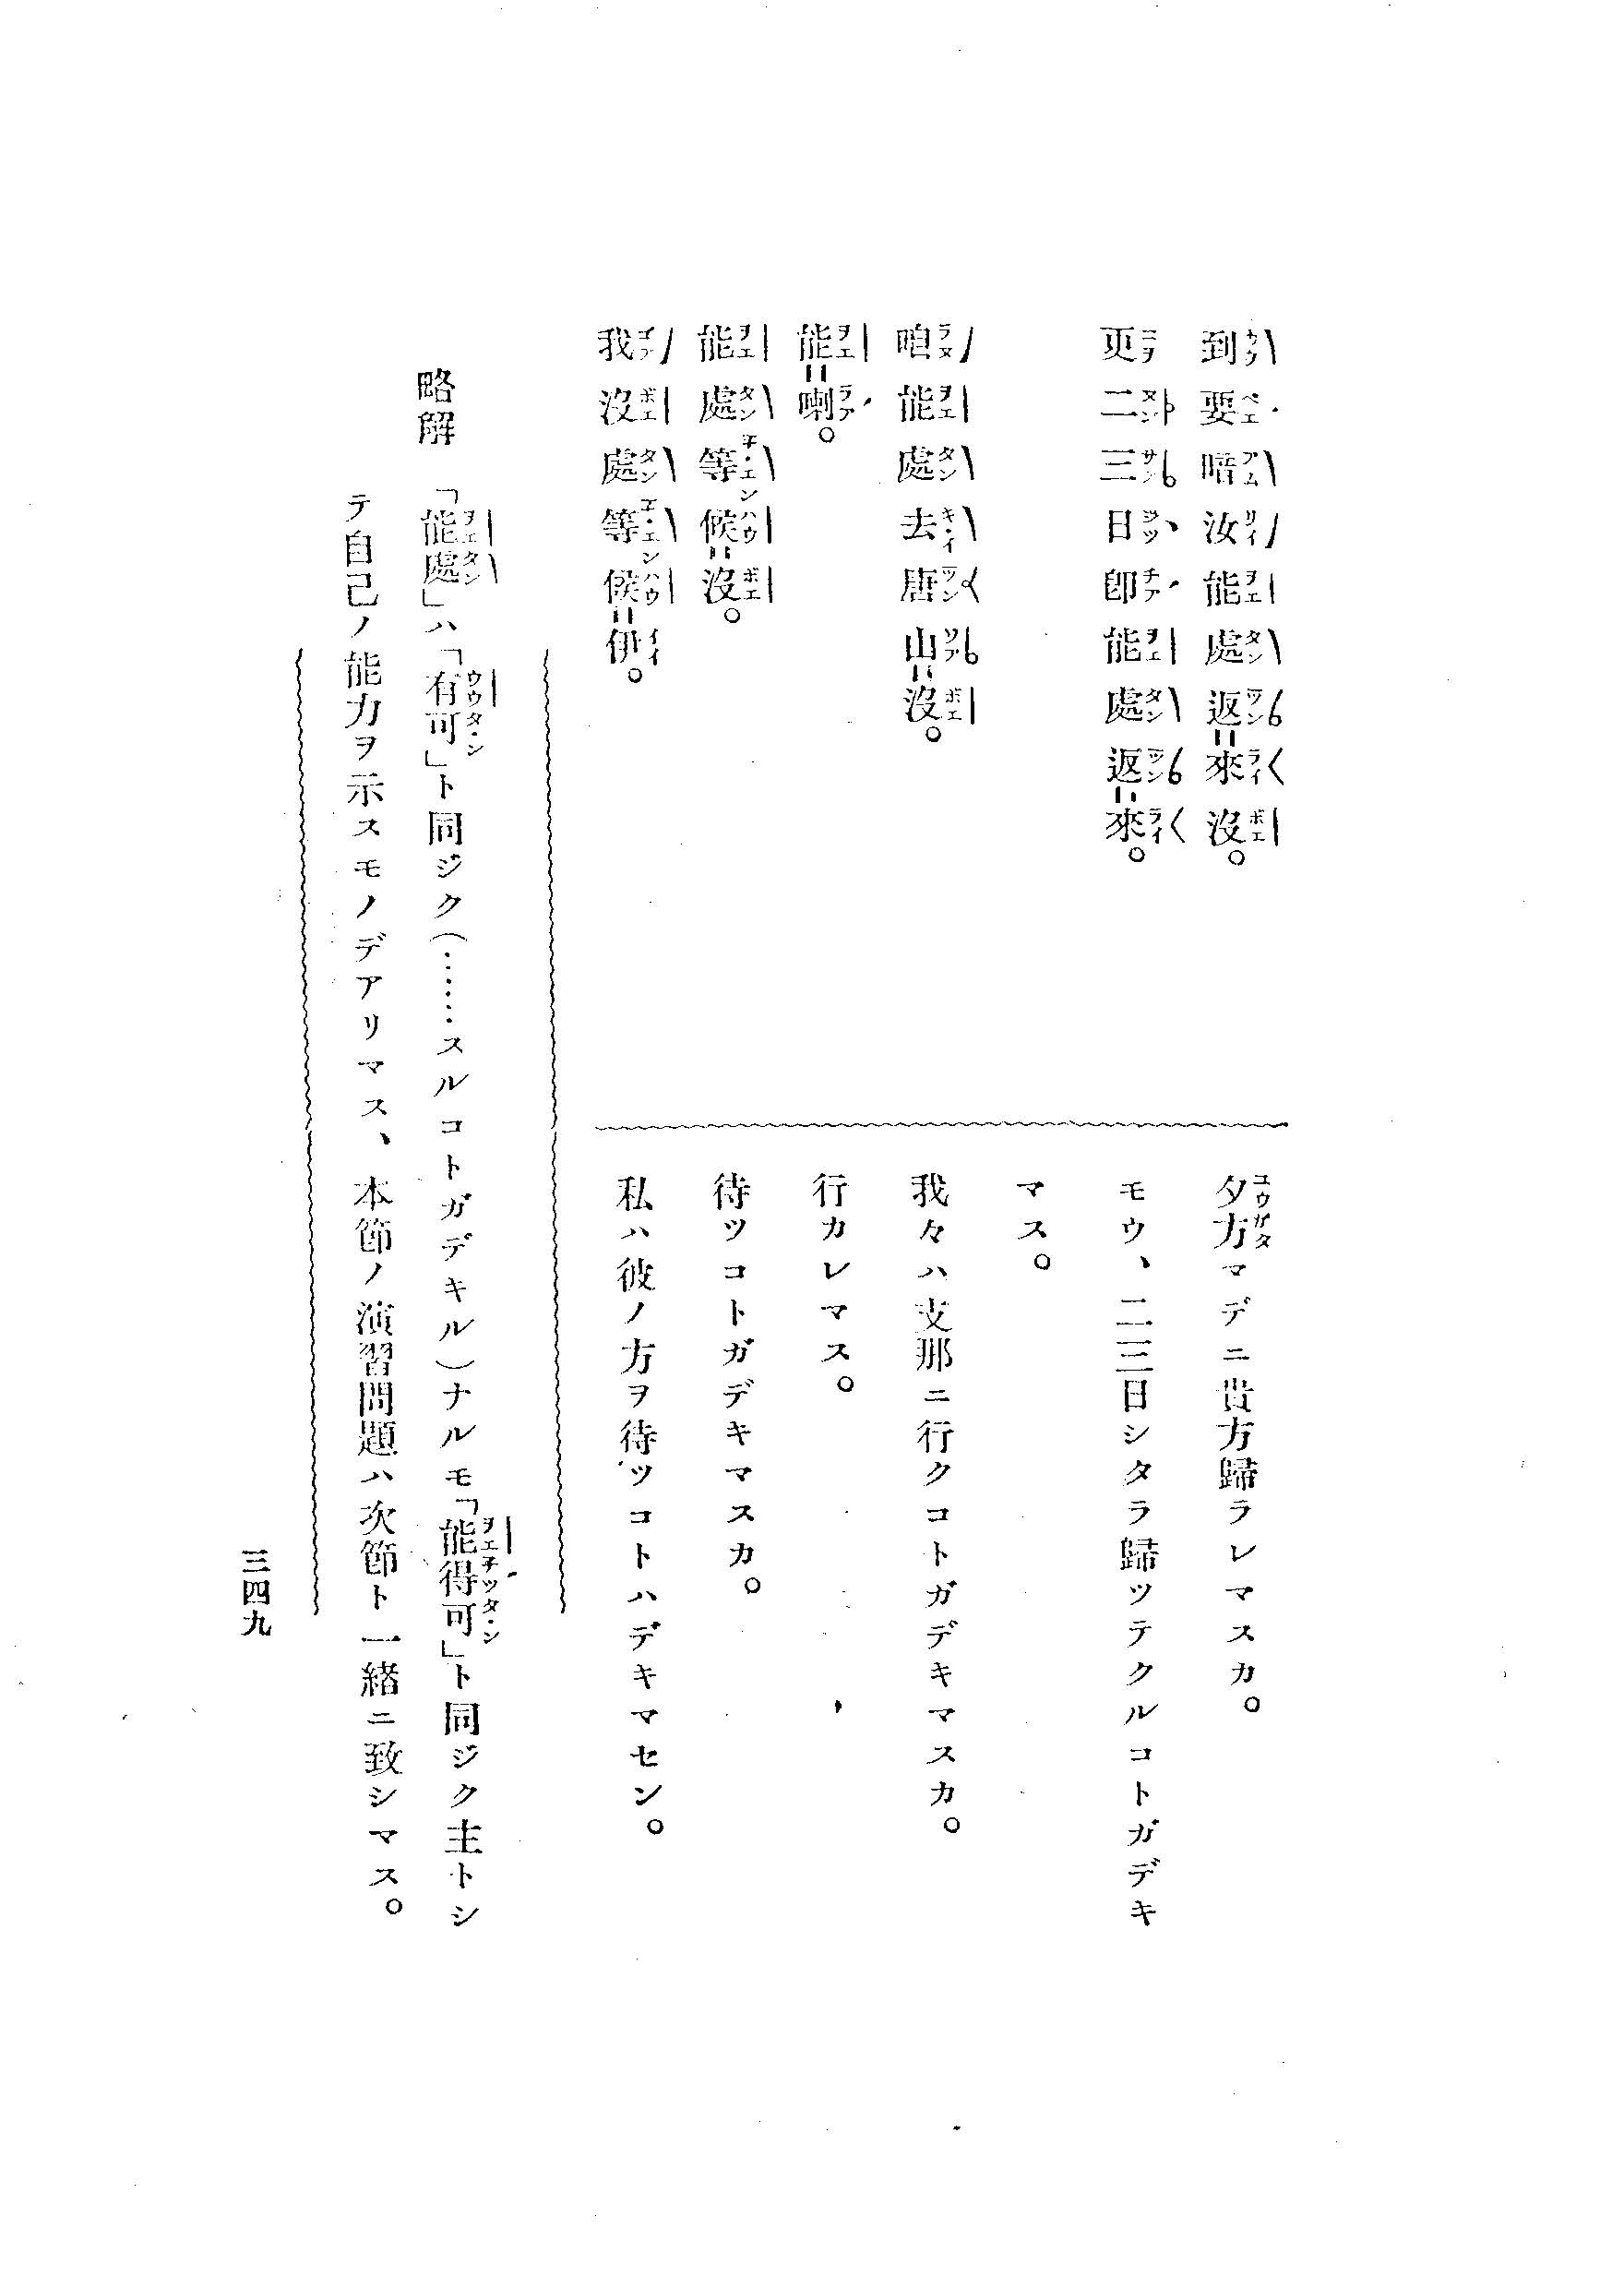 到要暗汝能處返來沒。
更二三日卽能處返來。
咱能處去唐山沒。
能喇。
能處等候沒。
我沒處等候伊。
夕方マデニ貴方歸ラレマスカ。
モウ、二三日シタラ歸ツテクルコトガデキ
マス。
我々ハ支那ニ行クコトガデキマスカ。
行カレマス。
待ツコトガデキマスカ。
私ハ彼ノ方ヲ待ツコトハデキマセン。
略解 「能處」ハ「有可」ト同ジク(……スルコトガデキル)ナルモ「能得可」ト同ジク主トシ
テ自己ノ能力ヲ示スモノデアリマス、本節ノ演習問題ハ次節ト一緒ニ致シマス。
三四九